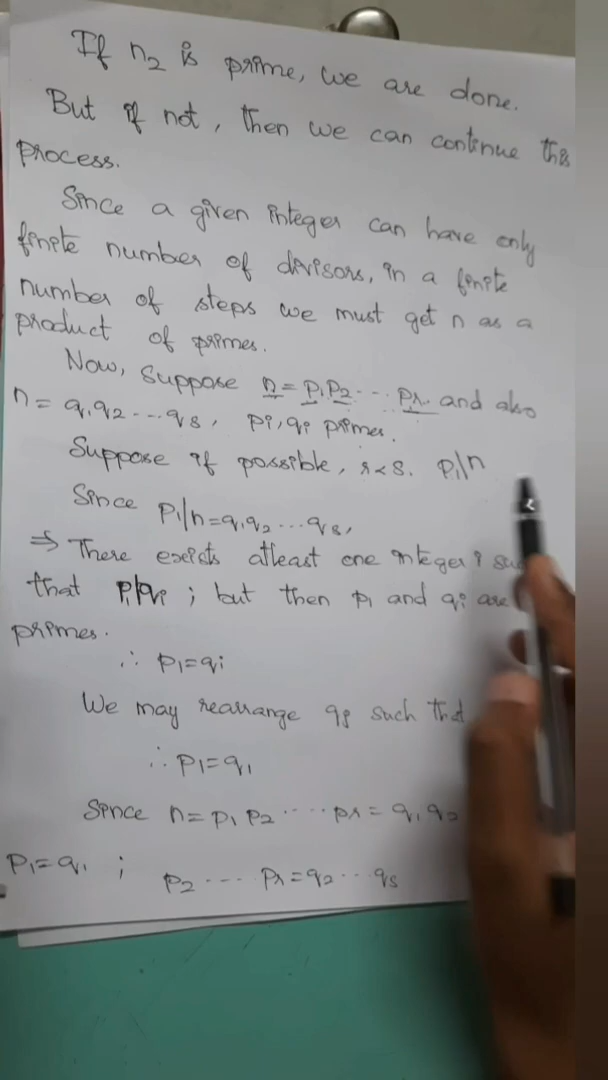 If n₂ is prime, we are done.
But if not, then we can continue this
process.
Since a given integer can have only
finite number of divisors, in a finite
number of steps we must get n as a
product of primes.
Now, Suppose n = p₁p₂ ... pᵣ and also
n = q₁q₂ ... qₛ, pᵢ, qᵢ primes.
Suppose if possible, r<s. p₁|n
Since p₁|n=q₁q₂...qₛ,
⇒ There exists atleast one integer i
that p₁|qᵢ ; but then p₁ and qᵢ are
primes.
∴ p₁=qᵢ
We may rearrange qᵢ such that
∴ p₁=q₁
Since n=p₁ p₂ .... pᵣ = q₁ q₂
p₁=q₁ ;
p₂ .... pᵣ=q₂...qₛ